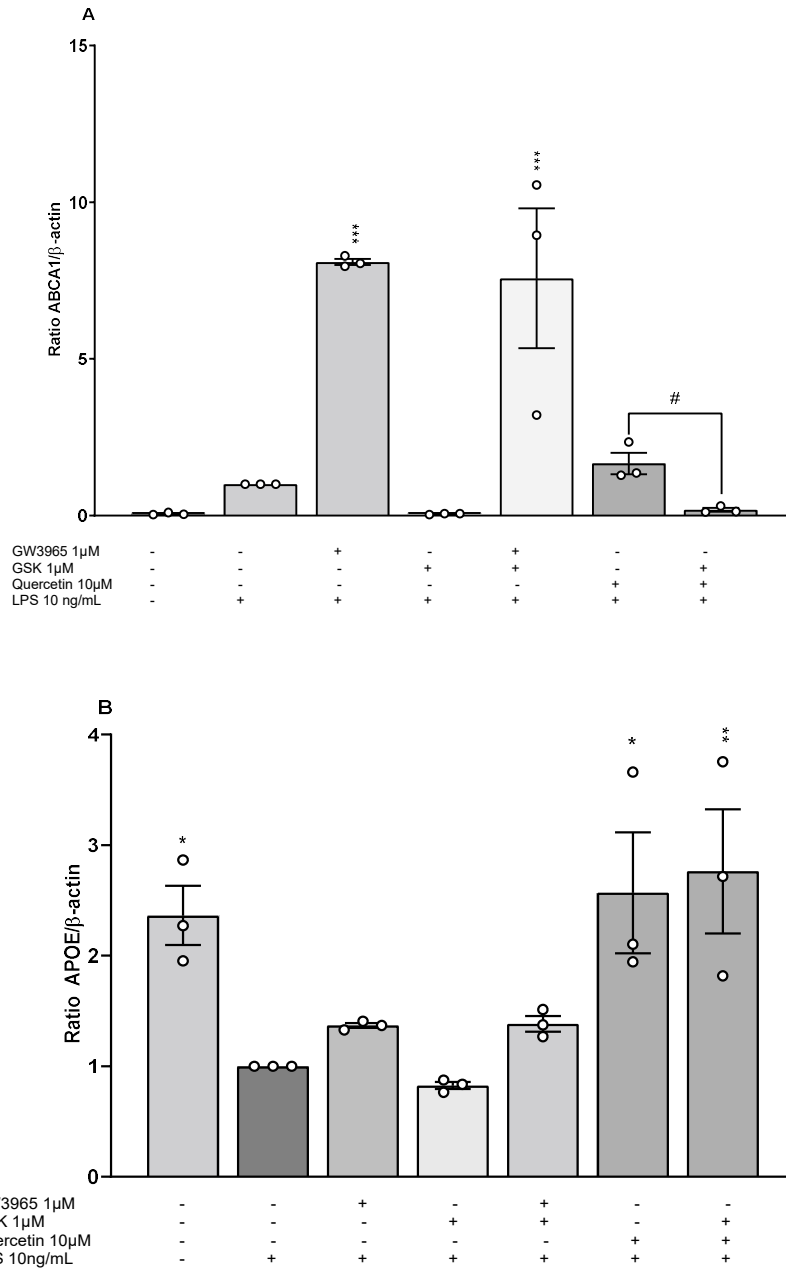 A
15
***
***
10
Ratio ABCA1/β-actin
5
#
0
GW3965 1µM - - + - + - -
GSK 1µM - - - + + - +
Quercetin 10µM - - - - - + +
LPS 10 ng/mL - + + + + + +
B
4
* **
3
*
Ratio APOE/β-actin
2
1
0
3965 1µM - - + - + - -
K 1µM - - - + + - +
ercetin 10µM - - - - - + +
S 10ng/mL - + + + + + +